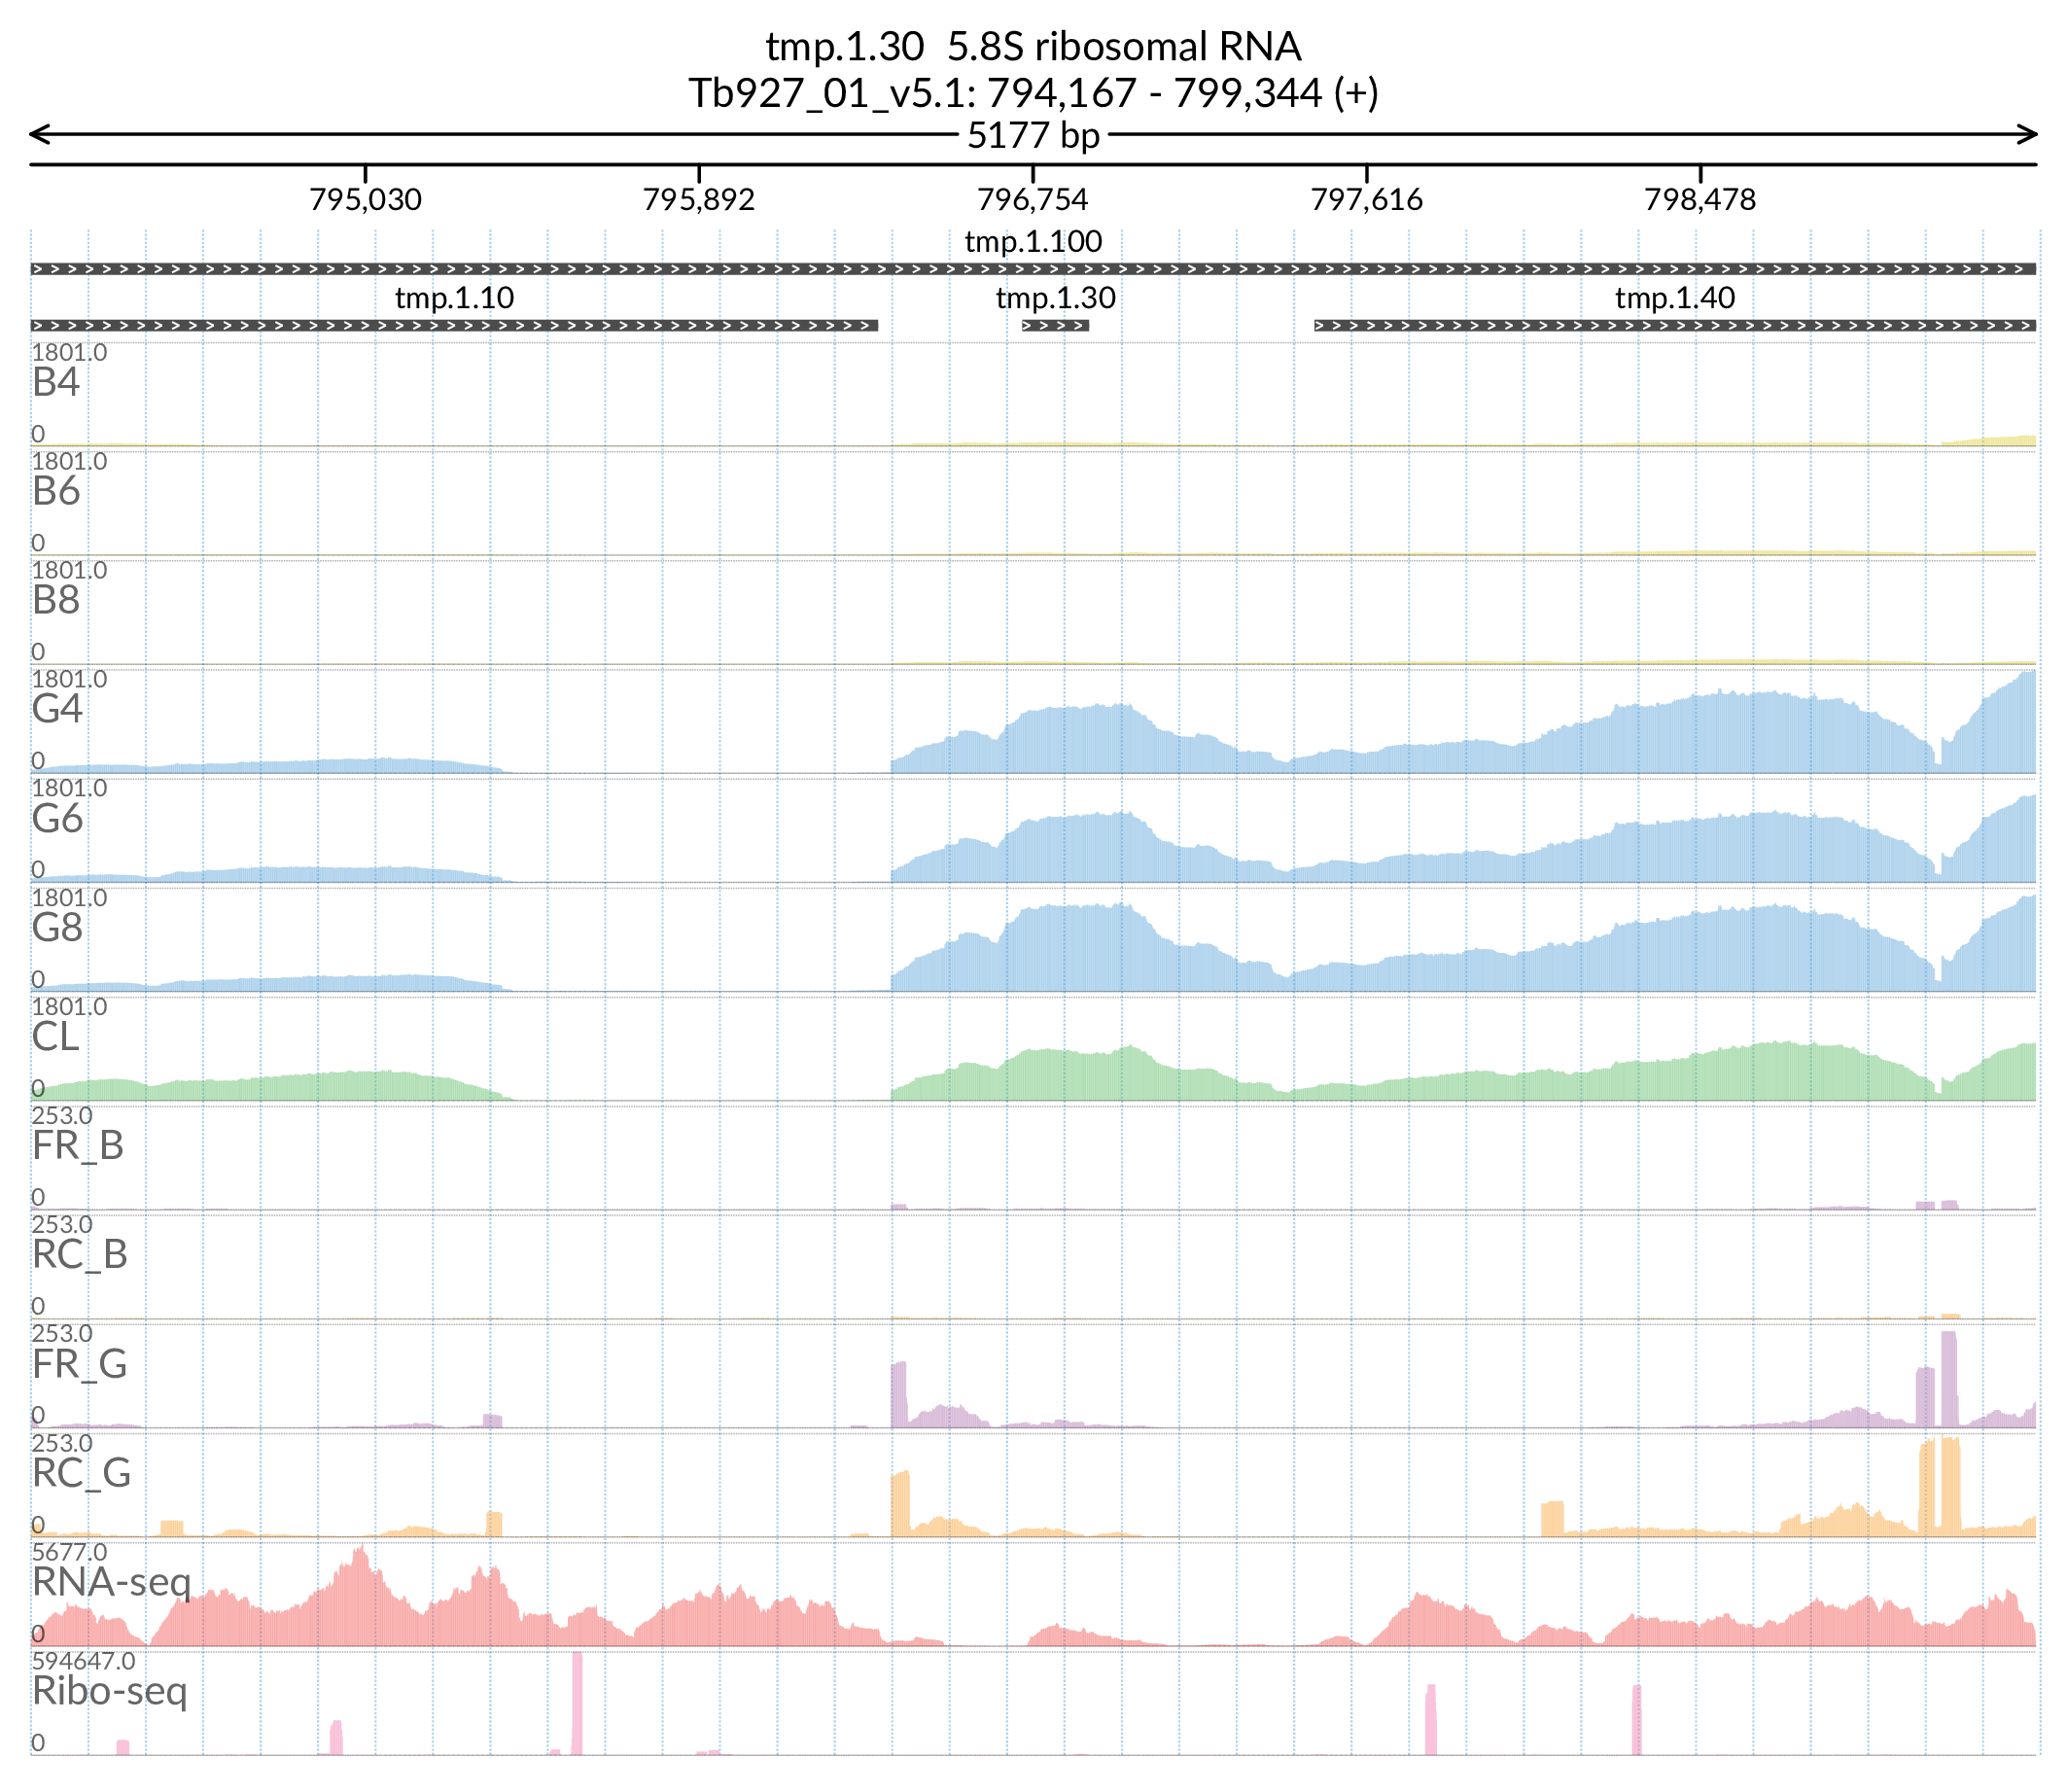 tmp.1.30 5.8S ribosomal RNA
Tb927_01_v5.1: 794,167 - 799,344 (+)
5177 bp
795,030 795,892 796,754 797,616 798,478
tmp.1.100
tmp.1.10 tmp.1.30 tmp.1.40
1801.0
B4
0
1801.0
B6
0
1801.0
B8
0
1801.0
G4
0
1801.0
G6
0
1801.0
G8
0
1801.0
CL
0
253.0
FR_B
0
253.0
RC_B
0
253.0
FR_G
0
253.0
RC_G
0
5677.0
RNA-seq
0
594647.0
Ribo-seq
0